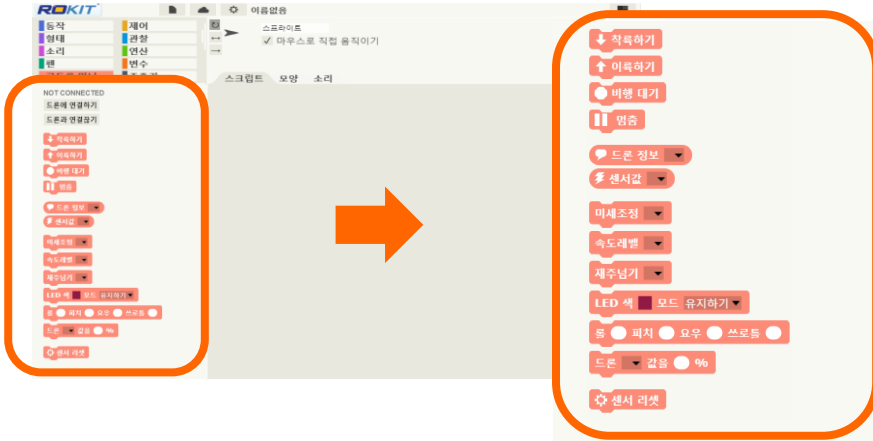 ROKIT
이름없음
동작
제어
형태
관찰
소리
연산
펜
변수
스프라이트
마우스로 직접 움직이기
스크립트 모양 소리
NOT CONNECTED
드론에 연결하기
드론과 연결끊기
착륙하기
이륙하기
비행 대기
멈춤
드론 정보
센서값
미세조정
속도레벨
재주넘기
LED 색 모드 유지하기
롤 피치 요우 쓰로틀
드론 값을 %
센서 리셋
착륙하기
이륙하기
비행 대기
멈춤
드론 정보
센서값
미세조정
속도레벨
재주넘기
LED 색 모드 유지하기
롤 피치 요우 쓰로틀
드론 값을 %
센서 리셋